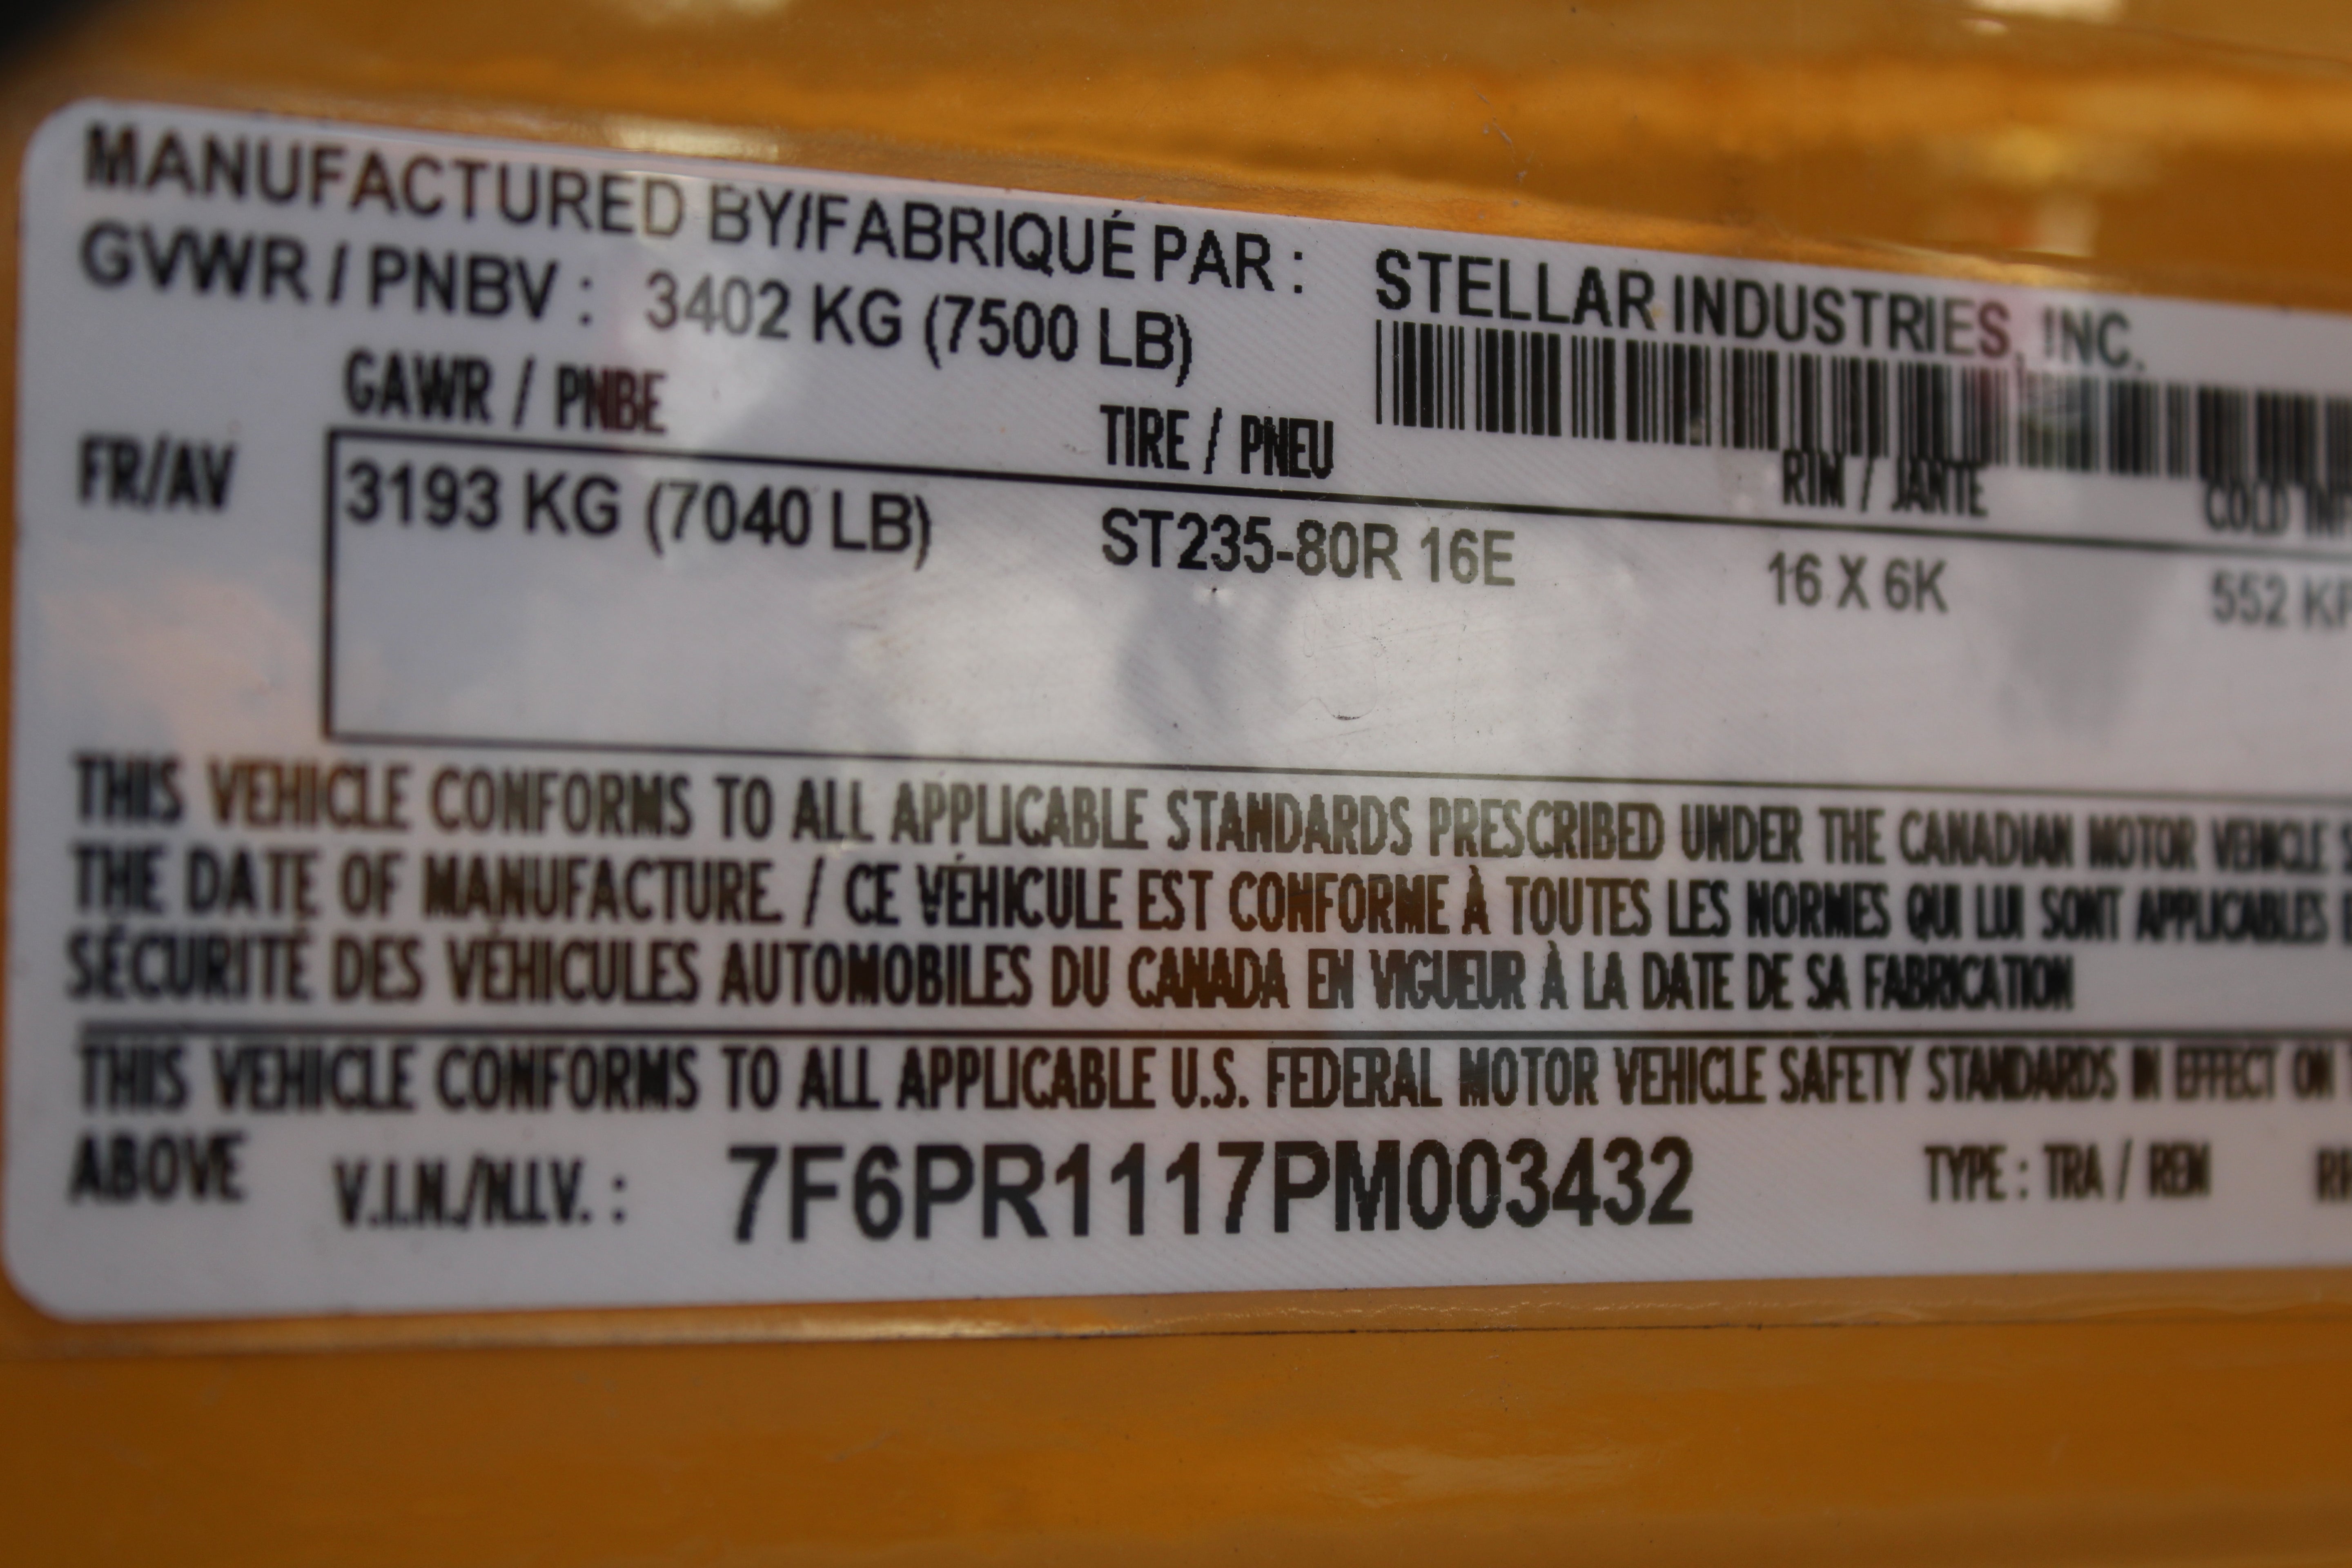 MANUFACTURED BY/FABRIQUÉ PAR : STELLAR INDUSTRIES, INC.
GVWR / PNBV : 3402 KG (7500 LB)
GAWR / PNBE TIRE / PNEU RIM / JANTE COLD
FR/AV 3193 KG (7040 LB) ST235-80R 16E 16 X 6K 552
THIS VEHICLE CONFORMS TO ALL APPLICABLE STANDARDS PRESCRIBED UNDER THE CANADIAN MOTOR VEHICLE
THE DATE OF MANUFACTURE. / CE VÉHICULE EST CONFORME À TOUTES LES NORMES QUI LUI SONT APPLICABLES
SÉCURITÉ DES VÉHICULES AUTOMOBILES DU CANADA EN VIGUEUR À LA DATE DE SA FABRICATION
THIS VEHICLE CONFORMS TO ALL APPLICABLE U.S. FEDERAL MOTOR VEHICLE SAFETY STANDARDS IN EFFECT ON
ABOVE V.I.N./N.I.V. : 7F6PR1117PM003432 TYPE : TRA / REM